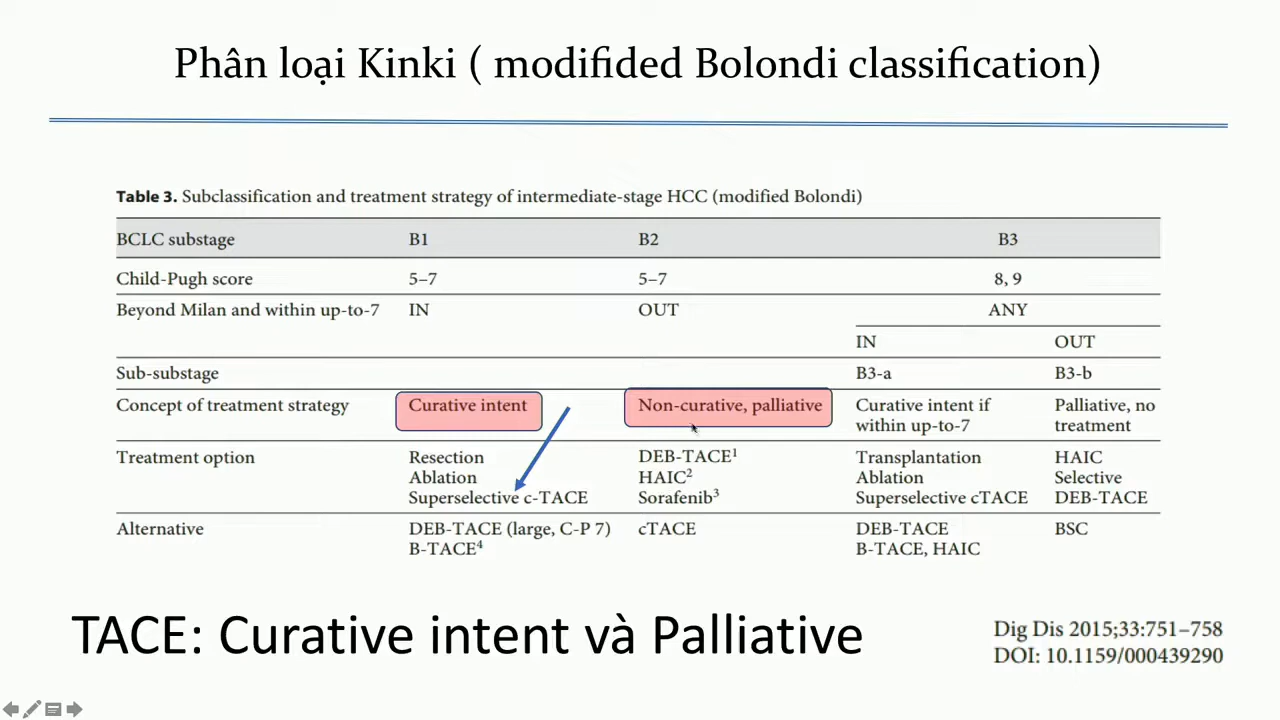 Phân loại Kinki ( modifided Bolondi classification)
Table 3. Subclassification and treatment strategy of intermediate-stage HCC (modified Bolondi)
BCLC substage B1 B2 B3
Child-Pugh score 5–7 5–7 8, 9
Beyond Milan and within up-to-7 IN OUT ANY
IN OUT
Sub-substage B3-a B3-b
Concept of treatment strategy Curative intent Non-curative, palliative Curative intent if Palliative, no
within up-to-7 treatment
Treatment option Resection DEB-TACE¹ Transplantation HAIC
Ablation HAIC² Ablation Selective
Superselective c-TACE Sorafenib³ Superselective cTACE DEB-TACE
Alternative DEB-TACE (large, C-P 7) cTACE DEB-TACE BSC
B-TACE⁴ B-TACE, HAIC
TACE: Curative intent và Palliative
Dig Dis 2015;33:751–758
DOI: 10.1159/000439290